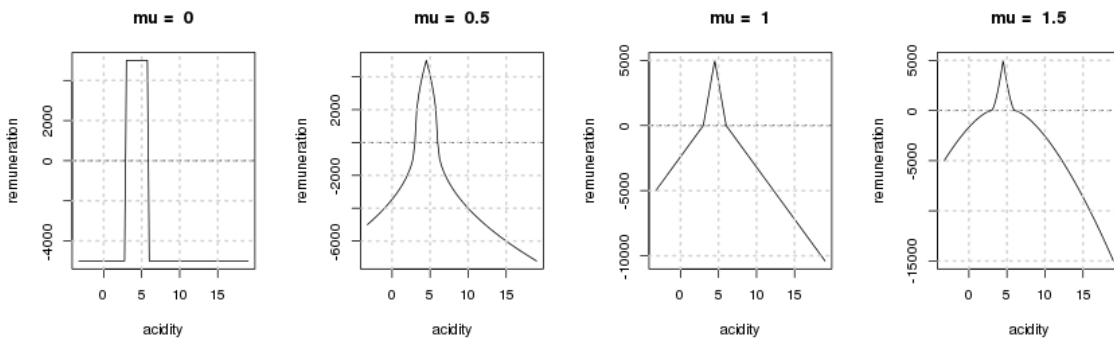 mu = 0
remuneration
-4000
0
2000
0
5
10
15
acidity
mu = 0.5
remuneration
-6000
-2000
2000
0
5
10
15
acidity
mu = 1
remuneration
-10000
-5000
0
5000
0
5
10
15
acidity
mu = 1.5
remuneration
-15000
-5000
0
5000
0
5
10
15
acidity